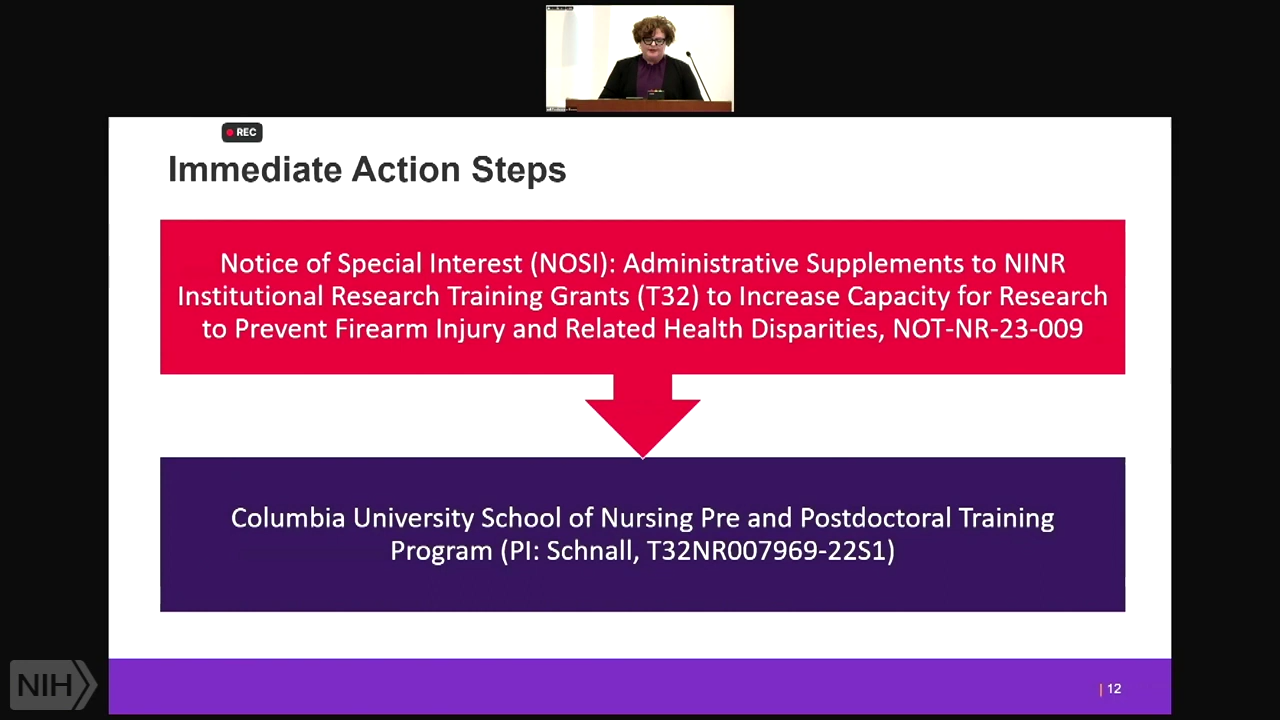 REC
Immediate Action Steps
Notice of Special Interest (NOSI): Administrative Supplements to NINR
Institutional Research Training Grants (T32) to Increase Capacity for Research
to Prevent Firearm Injury and Related Health Disparities, NOT-NR-23-009
Columbia University School of Nursing Pre and Postdoctoral Training
Program (PI: Schnall, T32NR007969-22S1)
NIH
| 12